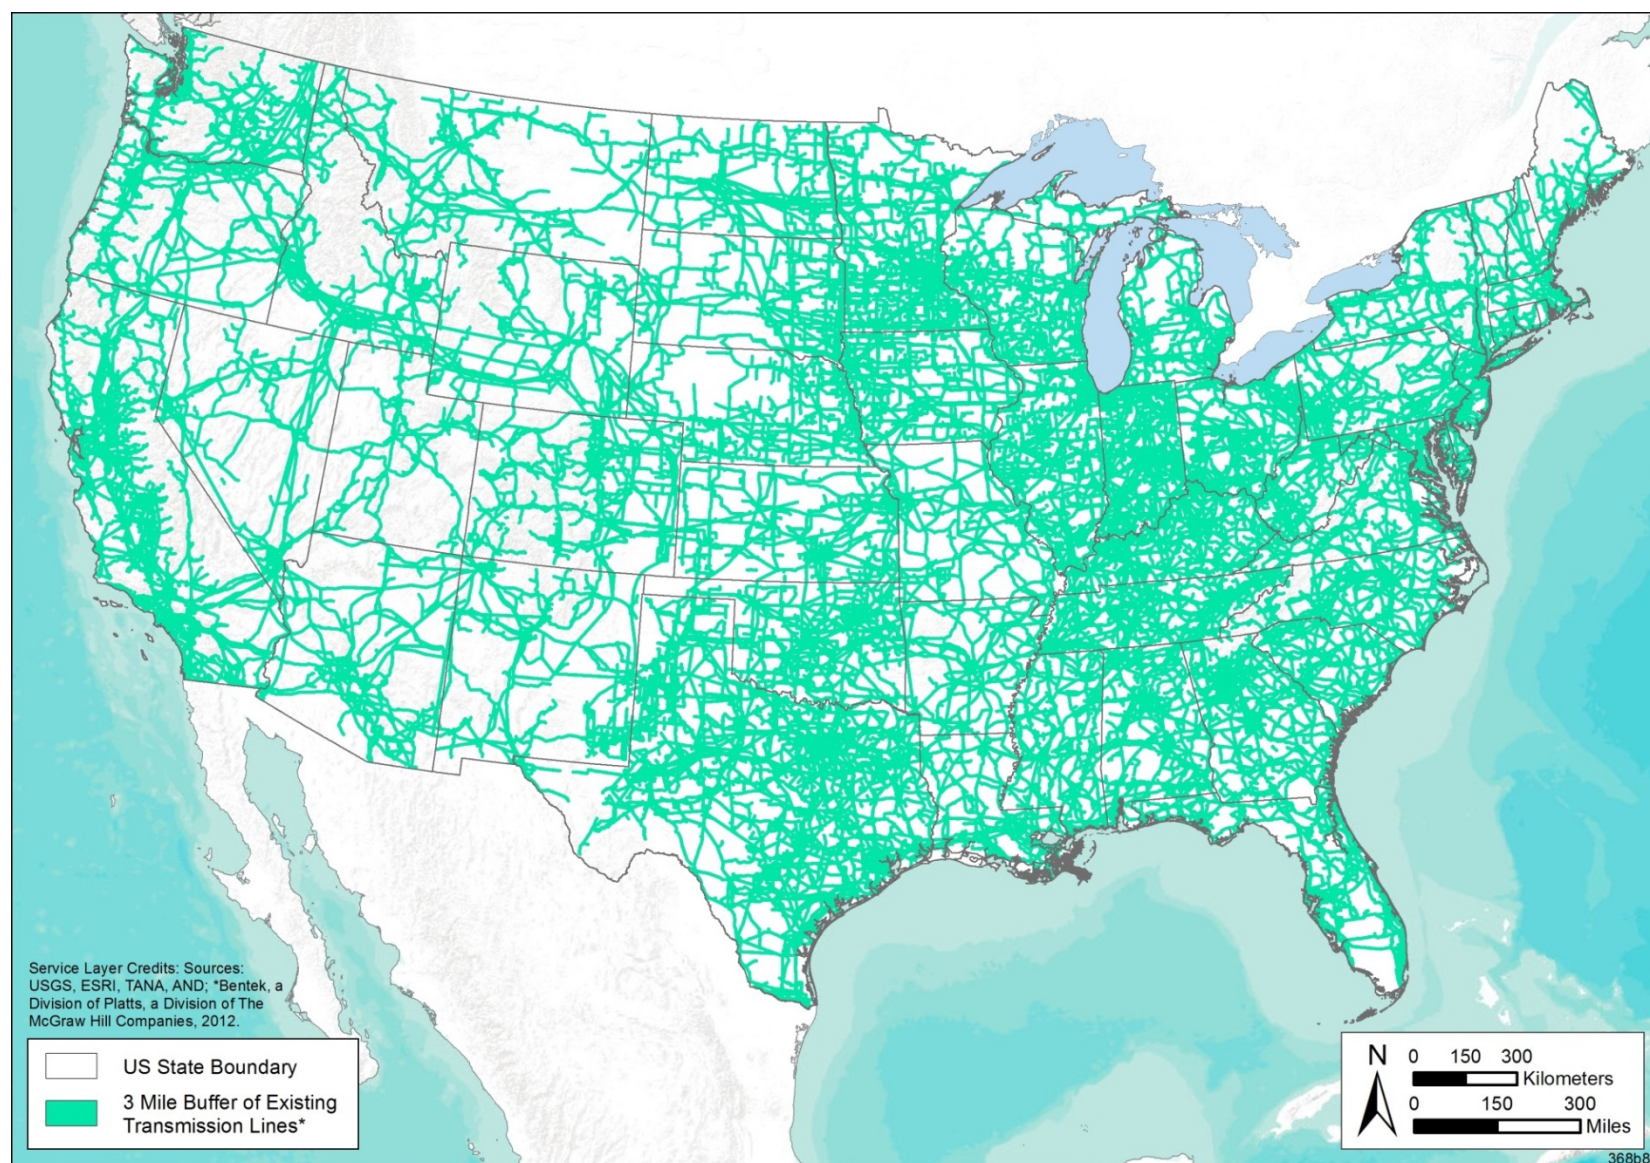 Service Layer Credits: Sources:
USGS, ESRI, TANA, AND; *Bentek, a
Division of Platts, a Division of The
McGraw Hill Companies, 2012.
US State Boundary
3 Mile Buffer of Existing
Transmission Lines*
N
0 150 300
Kilometers
0 150 300
Miles